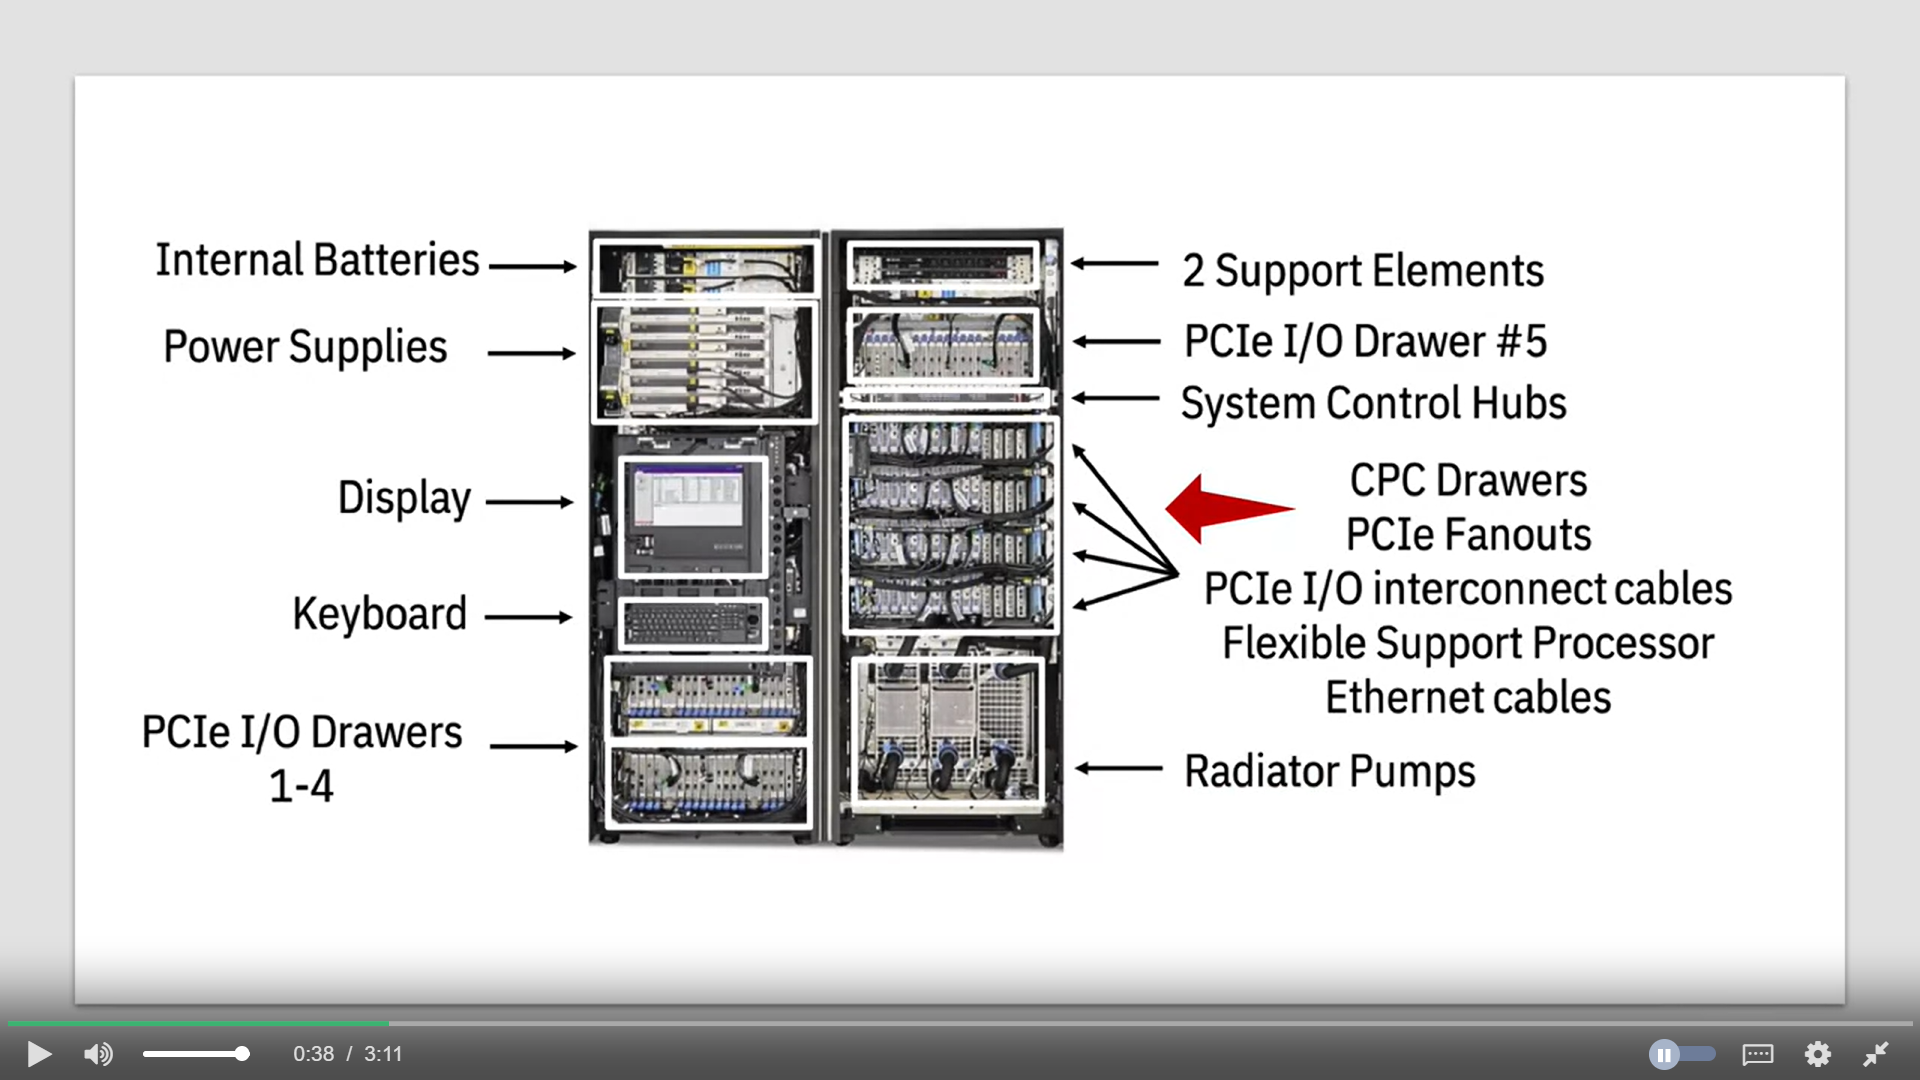 Internal Batteries
Power Supplies
Display
Keyboard
PCIe I/O Drawers
1-4
2 Support Elements
PCIe I/O Drawer #5
System Control Hubs
CPC Drawers
PCIe Fanouts
PCIe I/O interconnect cables
Flexible Support Processor
Ethernet cables
Radiator Pumps
0:38 / 3:11